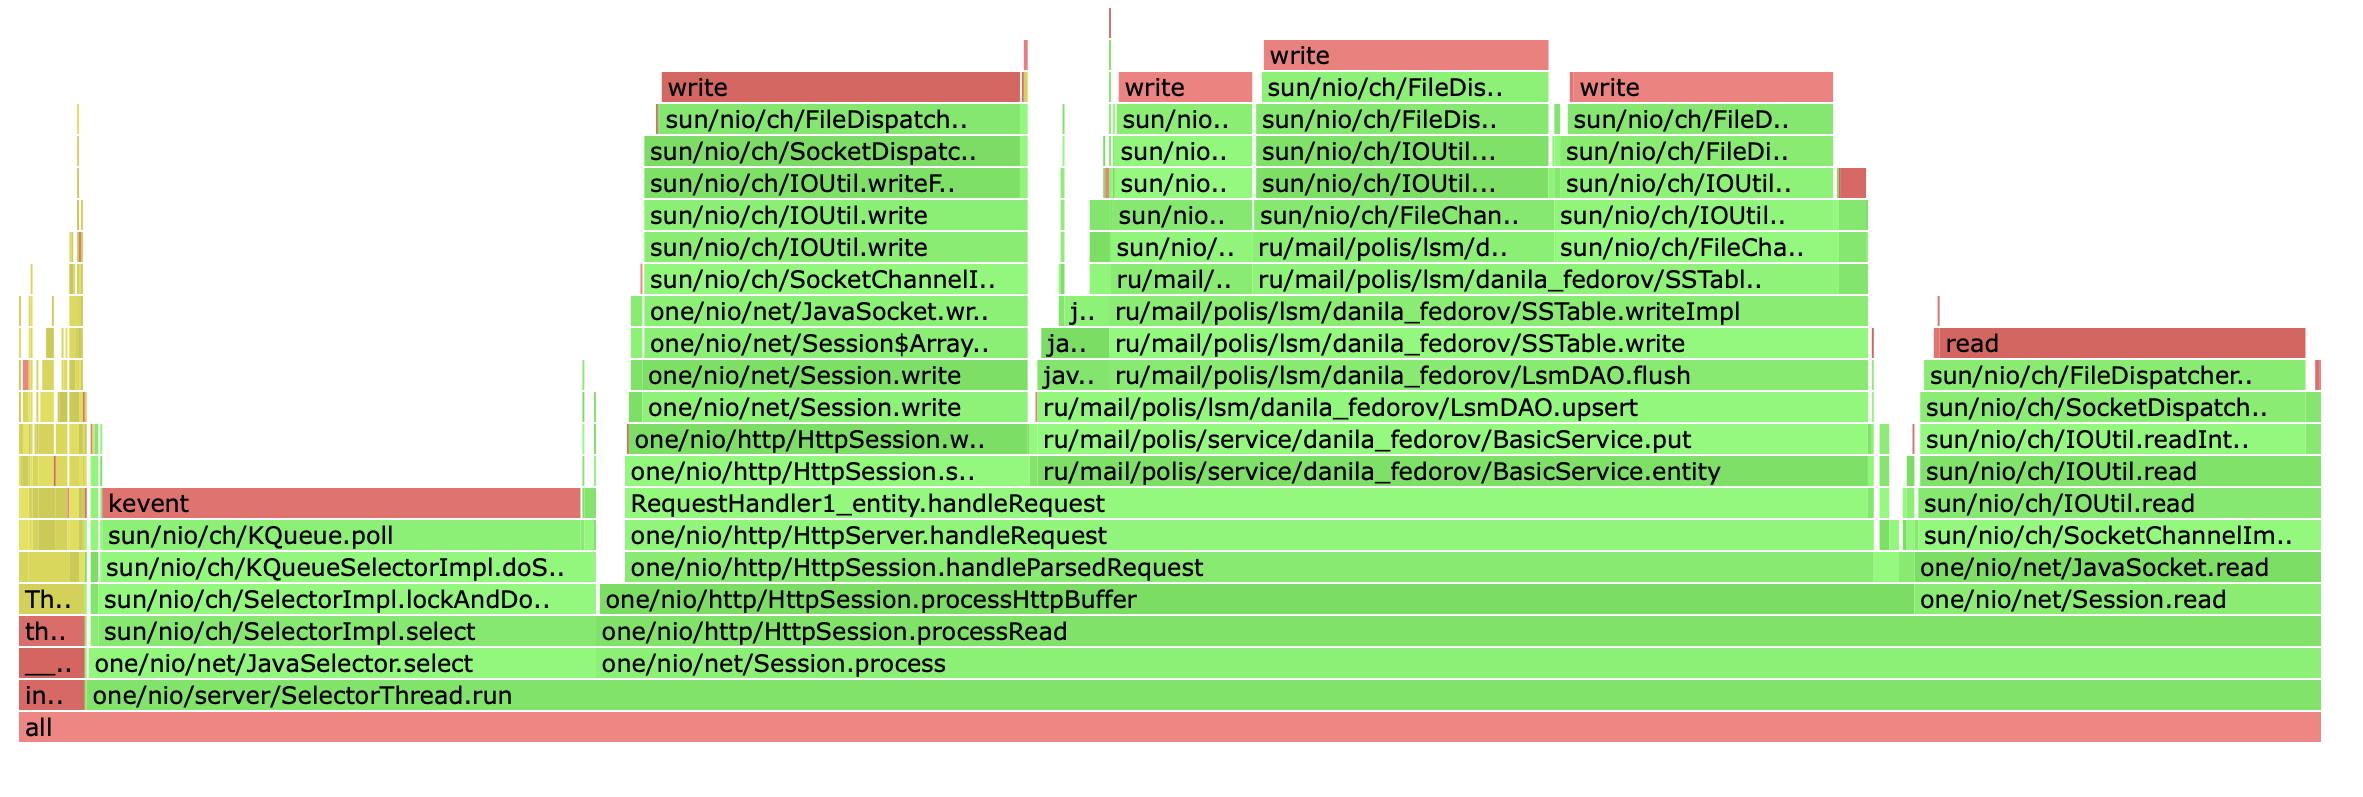 write
write write sun/nio/ch/FileDis.. write
sun/nio/ch/FileDispatch.. sun/nio.. sun/nio/ch/FileDis.. sun/nio/ch/FileD..
sun/nio/ch/SocketDispatc.. sun/nio.. sun/nio/ch/IOUtil... sun/nio/ch/FileDi..
sun/nio/ch/IOUtil.writeF.. sun/nio.. sun/nio/ch/IOUtil... sun/nio/ch/IOUtil..
sun/nio/ch/IOUtil.write sun/nio.. sun/nio/ch/FileChan.. sun/nio/ch/IOUtil..
sun/nio/ch/IOUtil.write sun/nio/.. ru/mail/polis/lsm/d.. sun/nio/ch/FileCha..
sun/nio/ch/SocketChannelI.. ru/mail/.. ru/mail/polis/lsm/danila_fedorov/SSTabl..
one/nio/net/JavaSocket.wr.. j.. ru/mail/polis/lsm/danila_fedorov/SSTable.writeImpl
one/nio/net/Session$Array.. ja.. ru/mail/polis/lsm/danila_fedorov/SSTable.write read
one/nio/net/Session.write jav.. ru/mail/polis/lsm/danila_fedorov/LsmDAO.flush sun/nio/ch/FileDispatcher..
one/nio/net/Session.write ru/mail/polis/lsm/danila_fedorov/LsmDAO.upsert sun/nio/ch/SocketDispatch..
one/nio/http/HttpSession.w.. ru/mail/polis/service/danila_fedorov/BasicService.put sun/nio/ch/IOUtil.readInt..
one/nio/http/HttpSession.s.. ru/mail/polis/service/danila_fedorov/BasicService.entity sun/nio/ch/IOUtil.read
kevent RequestHandler1_entity.handleRequest sun/nio/ch/IOUtil.read
sun/nio/ch/KQueue.poll one/nio/http/HttpServer.handleRequest sun/nio/ch/SocketChannelIm..
sun/nio/ch/KQueueSelectorImpl.doS.. one/nio/http/HttpSession.handleParsedRequest one/nio/net/JavaSocket.read
Th.. sun/nio/ch/SelectorImpl.lockAndDo.. one/nio/http/HttpSession.processHttpBuffer one/nio/net/Session.read
th.. sun/nio/ch/SelectorImpl.select one/nio/http/HttpSession.processRead
__.. one/nio/net/JavaSelector.select one/nio/net/Session.process
in.. one/nio/server/SelectorThread.run
all